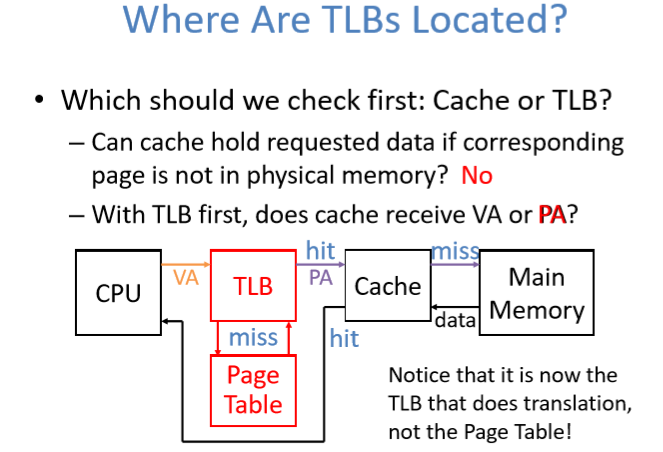 Where Are TLBs Located?
• Which should we check first: Cache or TLB?
– Can cache hold requested data if corresponding
page is not in physical memory? No
– With TLB first, does cache receive VA or PA?
CPU
VA
TLB
hit
PA
Cache
miss
data
Main
Memory
miss
hit
Page
Table
Notice that it is now the
TLB that does translation,
not the Page Table!